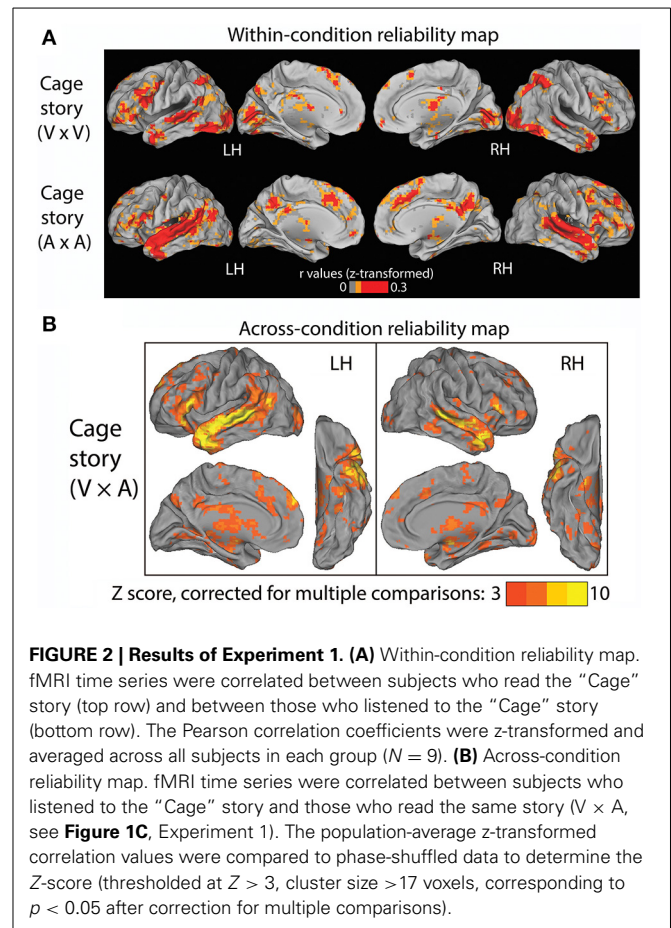 A
Within-condition reliability map
Cage
story
(V x V)
LH
RH
Cage
story
(A x A)
LH
RH
r values (z-transformed)
0 0.3
B
Across-condition reliability map
LH
RH
Cage
story
(V × A)
Z score, corrected for multiple comparisons: 3 10
FIGURE 2 | Results of Experiment 1. (A) Within-condition reliability map.
fMRI time series were correlated between subjects who read the “Cage”
story (top row) and between those who listened to the “Cage” story
(bottom row). The Pearson correlation coefficients were z-transformed and
averaged across all subjects in each group (N = 9). (B) Across-condition
reliability map. fMRI time series were correlated between subjects who
listened to the “Cage” story and those who read the same story (V × A,
see Figure 1C, Experiment 1). The population-average z-transformed
correlation values were compared to phase-shuffled data to determine the
Z-score (thresholded at Z > 3, cluster size >17 voxels, corresponding to
p < 0.05 after correction for multiple comparisons).